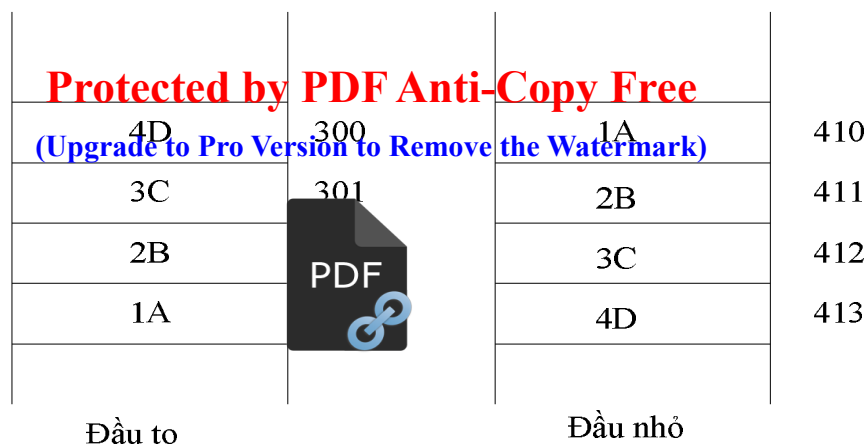 Protected by PDF Anti-Copy Free
4D 300 1A 410
(Upgrade to Pro Version to Remove the Watermark)
3C 301 2B 411
PDF
2B 3C 412
1A 4D 413
Đầu to Đầu nhỏ